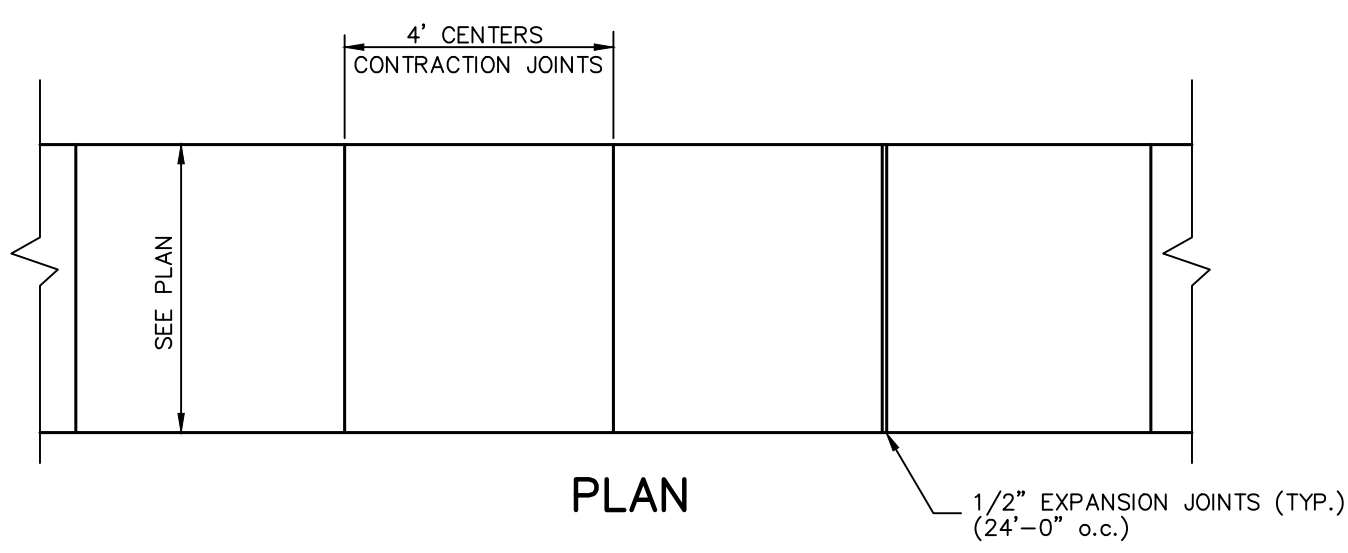 4' CENTERS
CONTRACTION JOINTS
SEE PLAN
PLAN
1/2" EXPANSION JOINTS (TYP.)
(24'-0" o.c.)